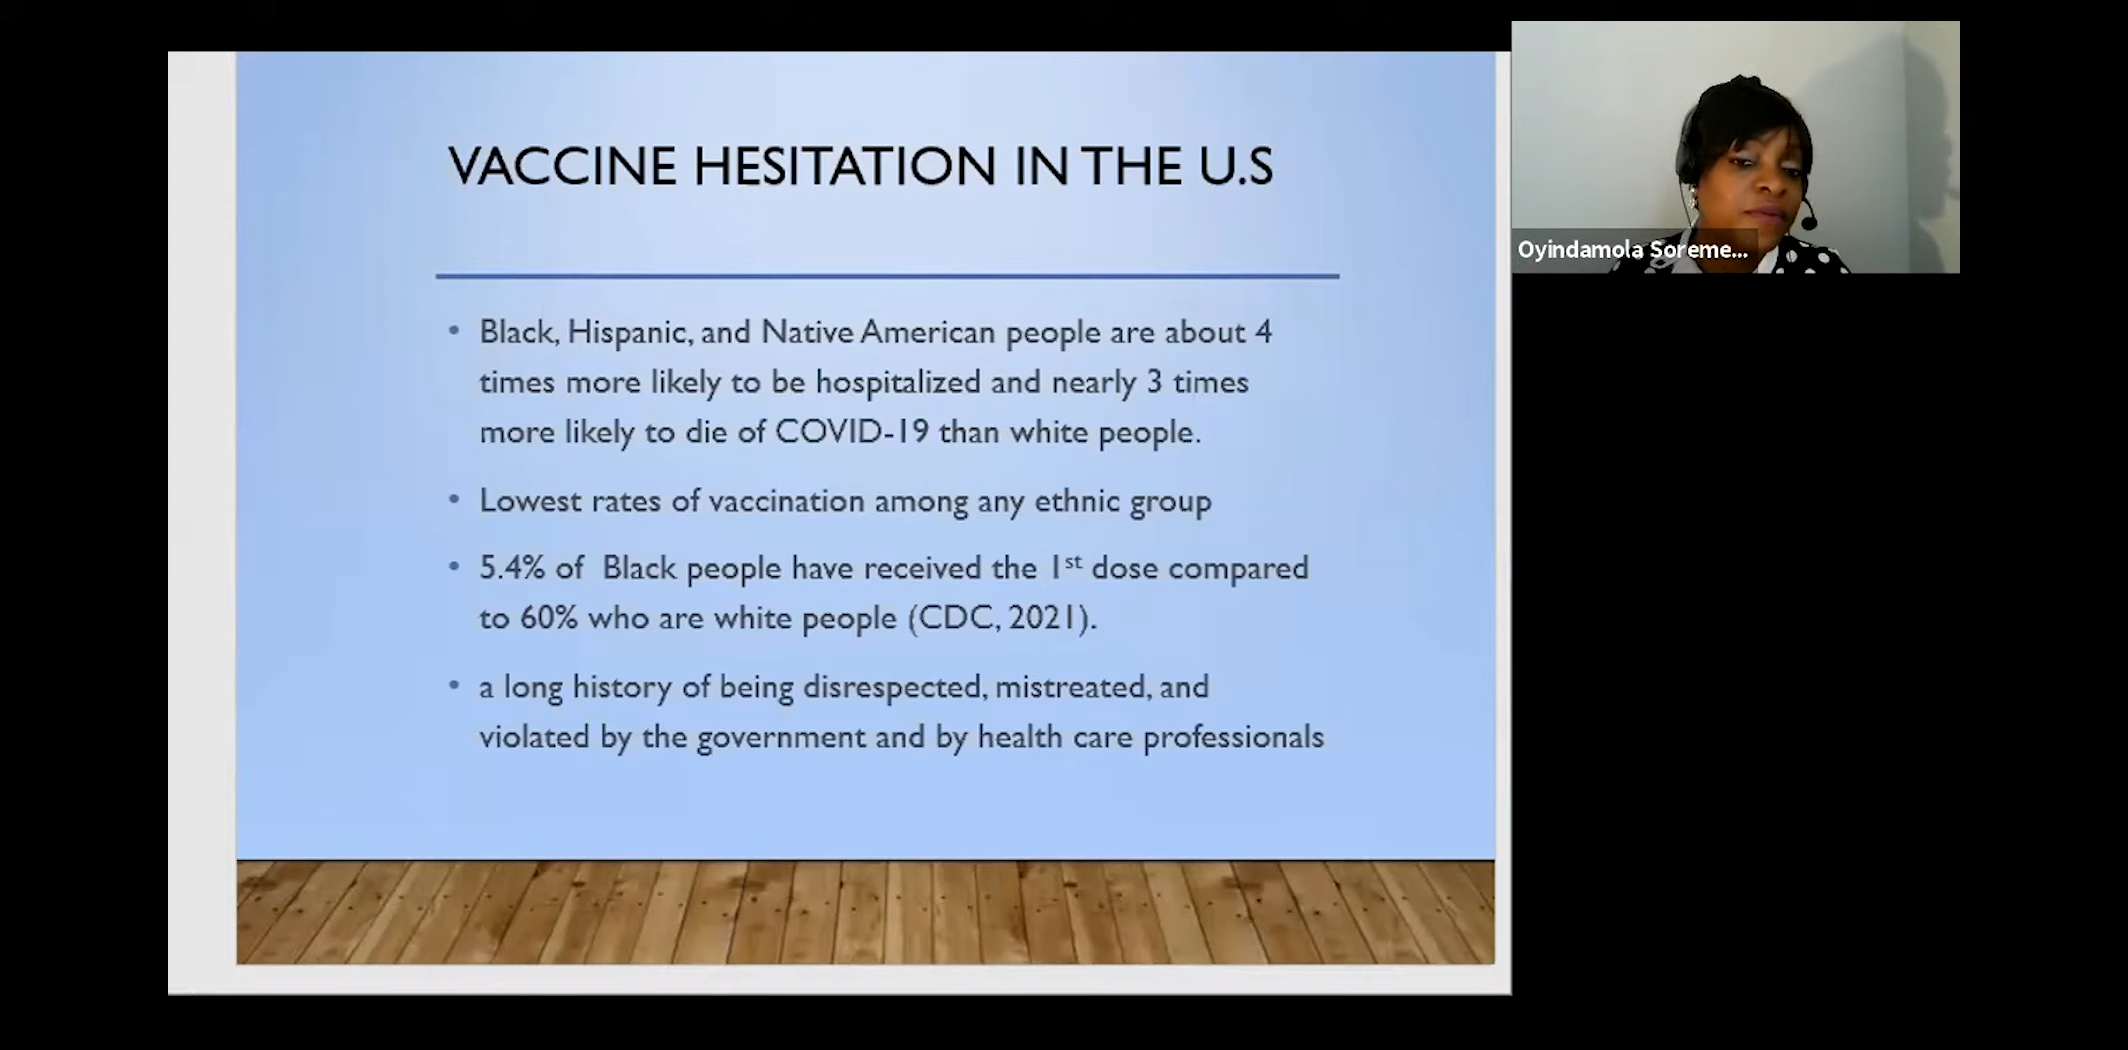 VACCINE HESITATION IN THE U.S
• Black, Hispanic, and Native American people are about 4
times more likely to be hospitalized and nearly 3 times
more likely to die of COVID-19 than white people.
• Lowest rates of vaccination among any ethnic group
• 5.4% of Black people have received the 1st dose compared
to 60% who are white people (CDC, 2021).
• a long history of being disrespected, mistreated, and
violated by the government and by health care professionals
Oyindamola Soreme...